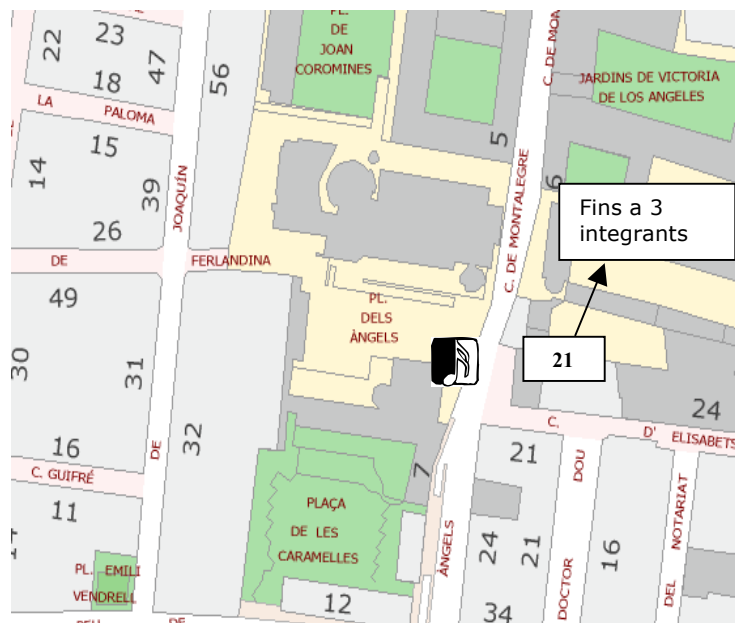 PL.
DE
JOAN
COROMINES
C. DE MON
JARDINS DE VICTORIA
DE LOS ANGELES
22
23
18
47
56
LA PALOMA
15
14
39
26
JOAQUÍN
5
C. DE MONTALEGRE
6
Fins a 3
integrants
DE FERLANDINA
49
30
31
PL.
DELS
ÀNGELS
21
32
16
C. GUIFRÉ
DE
11
24
C. D' ELISABETS
7
21
DOU
PLAÇA
DE LES
CARAMELLES
ÀNGELS
24
21
DOCTOR
16
DEL NOTARIAT
PL. EMILI
VENDRELL
12
34
DE